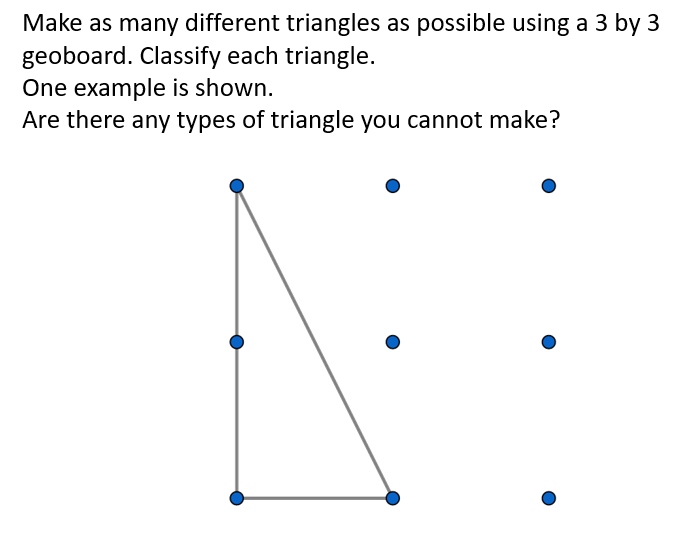 Make as many different triangles as possible using a 3 by 3
geoboard. Classify each triangle.
One example is shown.
Are there any types of triangle you cannot make?